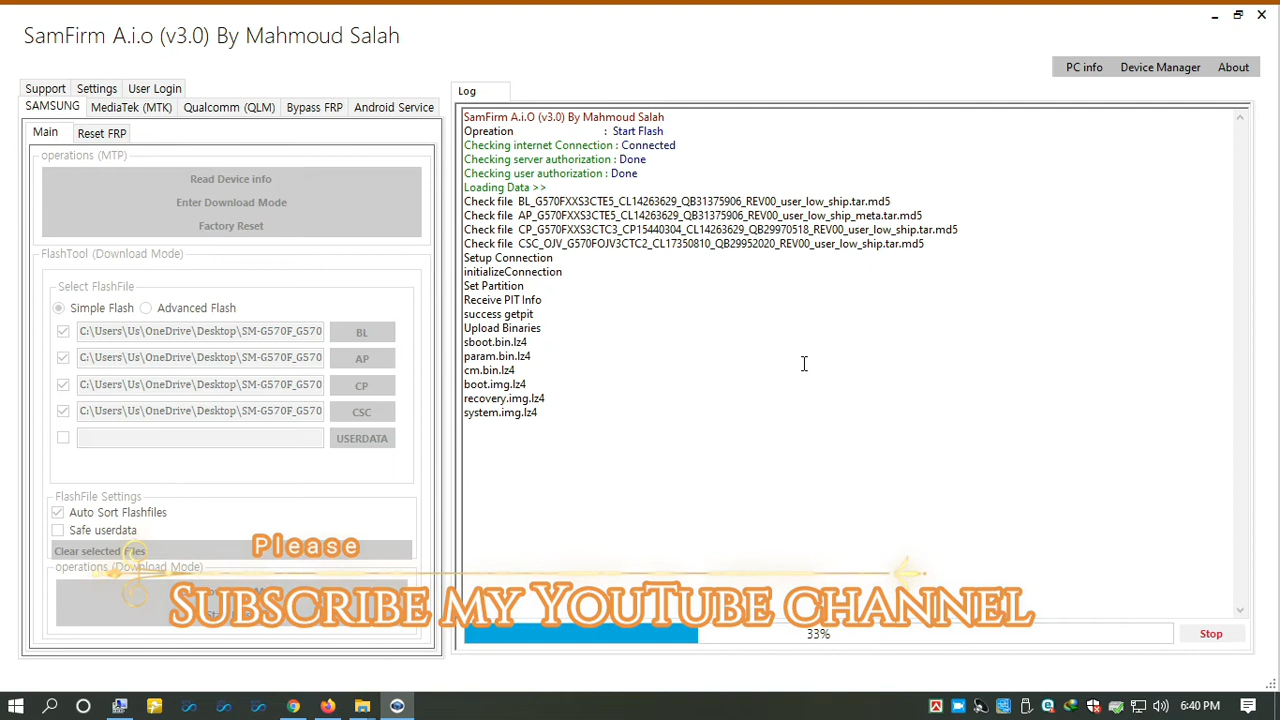 SamFirm A.i.o (v3.0) By Mahmoud Salah
PC info Device Manager About
Support Settings User Login
SAMSUNG MediaTek (MTK) Qualcomm (QLM) Bypass FRP Android Service
Main Reset FRP
operations (MTP)
Read Device info
Enter Download Mode
Factory Reset
FlashTool (Download Mode)
Select FlashFile
Simple Flash Advanced Flash
C:\Users\Us\OneDrive\Desktop\SM-G570F_G570 BL
C:\Users\Us\OneDrive\Desktop\SM-G570F_G570 AP
C:\Users\Us\OneDrive\Desktop\SM-G570F_G570 CP
C:\Users\Us\OneDrive\Desktop\SM-G570F_G570 CSC
USERDATA
FlashFile Settings
Auto Sort Flashfiles
Safe userdata
Clear selected files
operations (Download Mode)
Log
SamFirm A.i.O (v3.0) By Mahmoud Salah
Opreation : Start Flash
Checking internet Connection : Connected
Checking server authorization : Done
Checking user authorization : Done
Loading Data >>
Check file BL_G570FXXS3CTE5_CL14263629_QB31375906_REV00_user_low_ship.tar.md5
Check file AP_G570FXXS3CTE5_CL14263629_QB31375906_REV00_user_low_ship_meta.tar.md5
Check file CP_G570FXXS3CTC3_CP15440304_CL14263629_QB29970518_REV00_user_low_ship.tar.md5
Check file CSC_OJV_G570FOJV3CTC2_CL17350810_QB29952020_REV00_user_low_ship.tar.md5
Setup Connection
initializeConnection
Set Partition
Receive PIT Info
success getpit
Upload Binaries
sboot.bin.lz4
param.bin.lz4
cm.bin.lz4
boot.img.lz4
recovery.img.lz4
system.img.lz4
Please
Subscribe my YouTube channel
33% Stop
6:40 PM